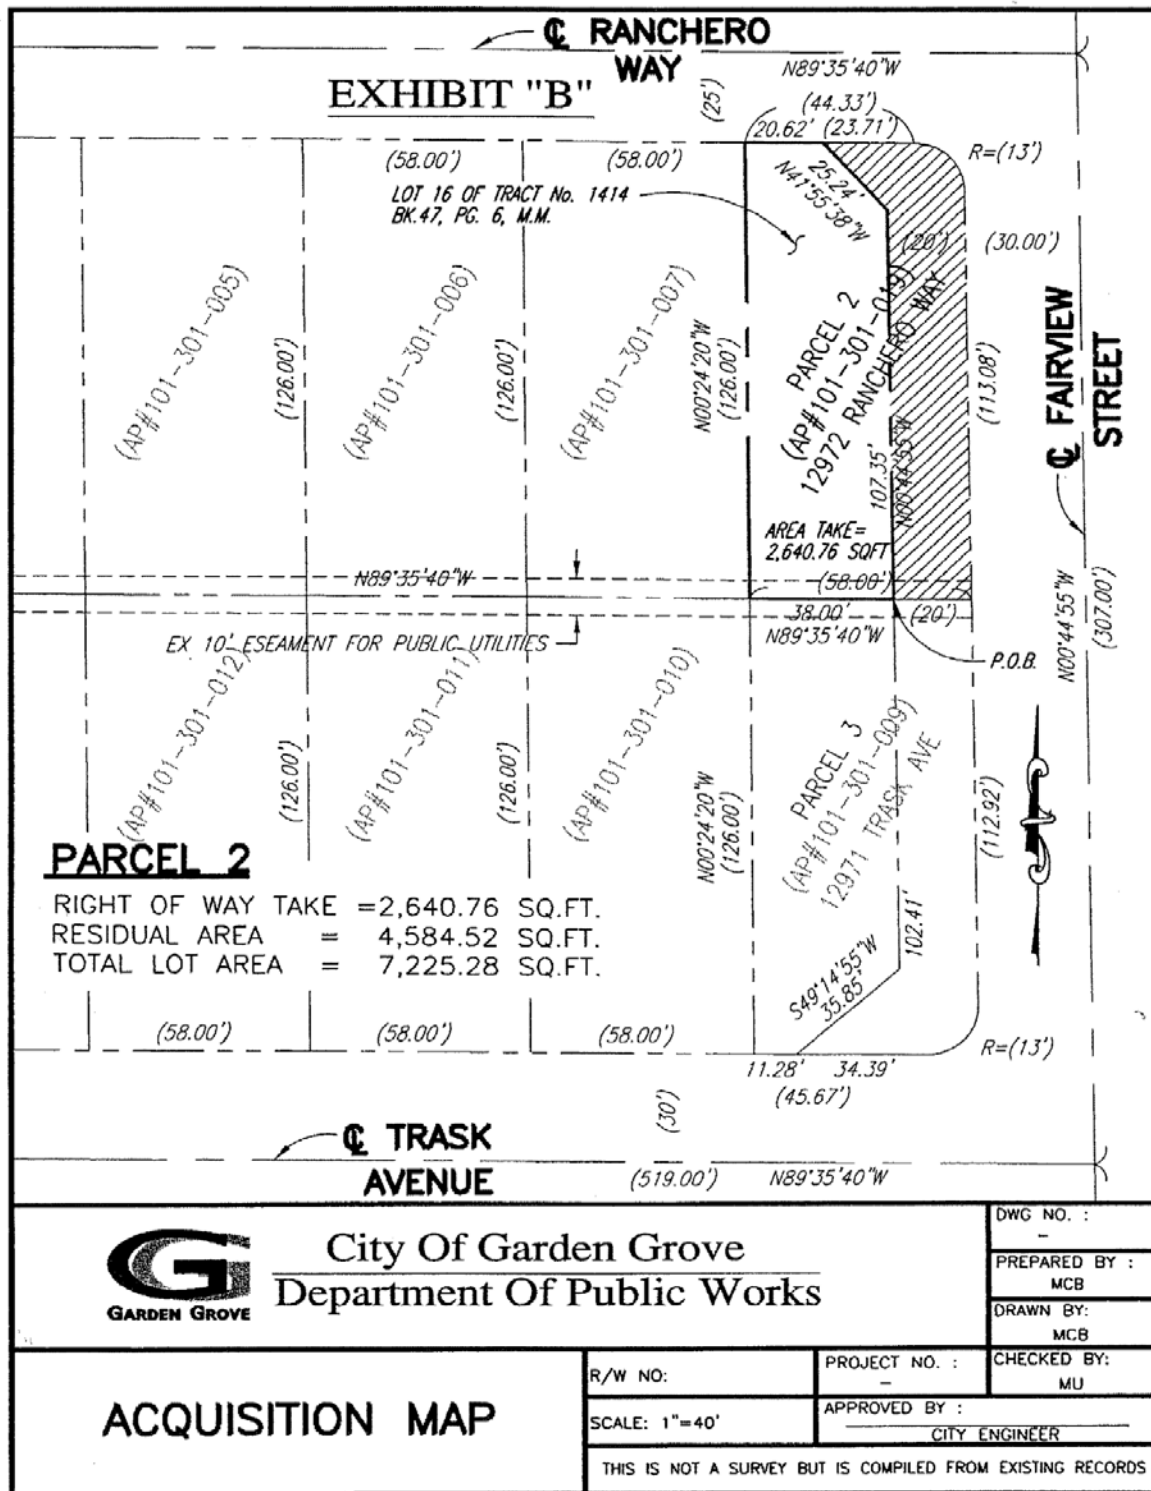 ℄ RANCHERO
WAY
N89°35'40"W
EXHIBIT "B"
(25')
(44.33')
20.62' (23.71')
R=(13')
(58.00') (58.00')
25.24'
N41°55'38"W
LOT 16 OF TRACT No. 1414
BK.47, PG. 6, M.M.
(20') (30.00')
(AP#101-301-005)
(126.00')
(AP#101-301-006)
(126.00')
(AP#101-301-007)
N00°24'20"W
(126.00')
PARCEL 2
(AP#101-301-019)
12972 RANCHERO WAY
107.35'
N00°44'55"W
(113.08')
℄ FAIRVIEW
STREET
AREA TAKE=
2,640.76 SQFT
N89°35'40"W
(58.00')
38.00' (20')
N89°35'40"W
EX 10' ESEAMENT FOR PUBLIC UTILITIES
P.O.B.
N00°44'55"W
(307.00')
(AP#101-301-012)
(126.00')
(AP#101-301-011)
(126.00')
(AP#101-301-010)
N00°24'20"W
(126.00')
PARCEL 3
(AP#101-301-009)
12971 TRASK AVE
(112.92')
102.41'
S49°14'55"W
35.85'
PARCEL 2
RIGHT OF WAY TAKE =2,640.76 SQ.FT.
RESIDUAL AREA = 4,584.52 SQ.FT.
TOTAL LOT AREA = 7,225.28 SQ.FT.
(58.00') (58.00') (58.00')
R=(13')
11.28' 34.39'
(45.67')
(30')
℄ TRASK
AVENUE
(519.00') N89°35'40"W
GARDEN GROVE
City Of Garden Grove
Department Of Public Works
DWG NO. :
-
PREPARED BY :
MCB
DRAWN BY:
MCB
ACQUISITION MAP
R/W NO:
PROJECT NO. :
-
CHECKED BY:
MU
SCALE: 1"=40'
APPROVED BY :
CITY ENGINEER
THIS IS NOT A SURVEY BUT IS COMPILED FROM EXISTING RECORDS